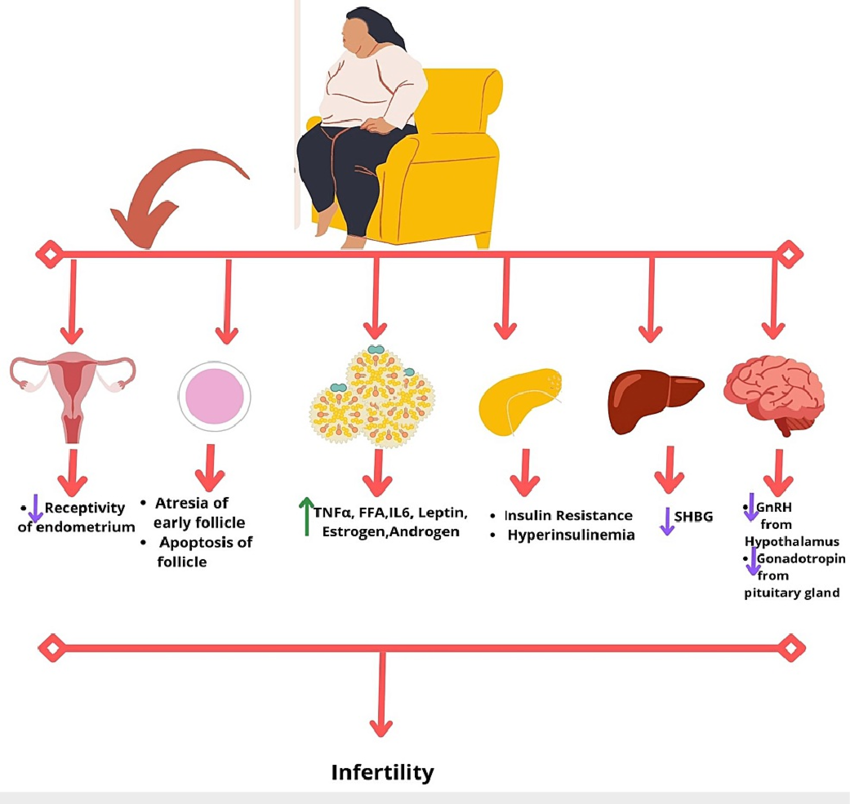 • Receptivity
of endometrium
• Atresia of
early follicle
• Apoptosis of
follicle
TNFα, FFA,IL6, Leptin,
Estrogen,Androgen
• Insulin Resistance
• Hyperinsulinemia
SHBG
• GnRH
from
Hypothalamus
• Gonadotropin
from
pituitary gland
Infertility